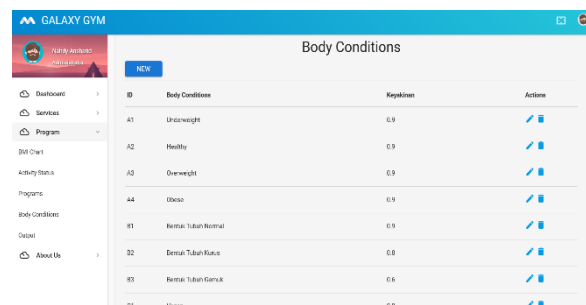 GALAXY GYM
Nandy Anshano
Administrator
Dashboard
Services
Program
BMI Chart
Activity Status
Programs
Body Conditions
Output
About Us
Body Conditions
NEW
ID Body Conditions Keyakinan Actions
A1 Underweight 0.9
A2 Healthy 0.9
A3 Overweight 0.9
A4 Obese 0.9
B1 Bentuk Tubuh Normal 0.9
B2 Bentuk Tubuh Kurus 0.8
B3 Bentuk Tubuh Gemuk 0.6